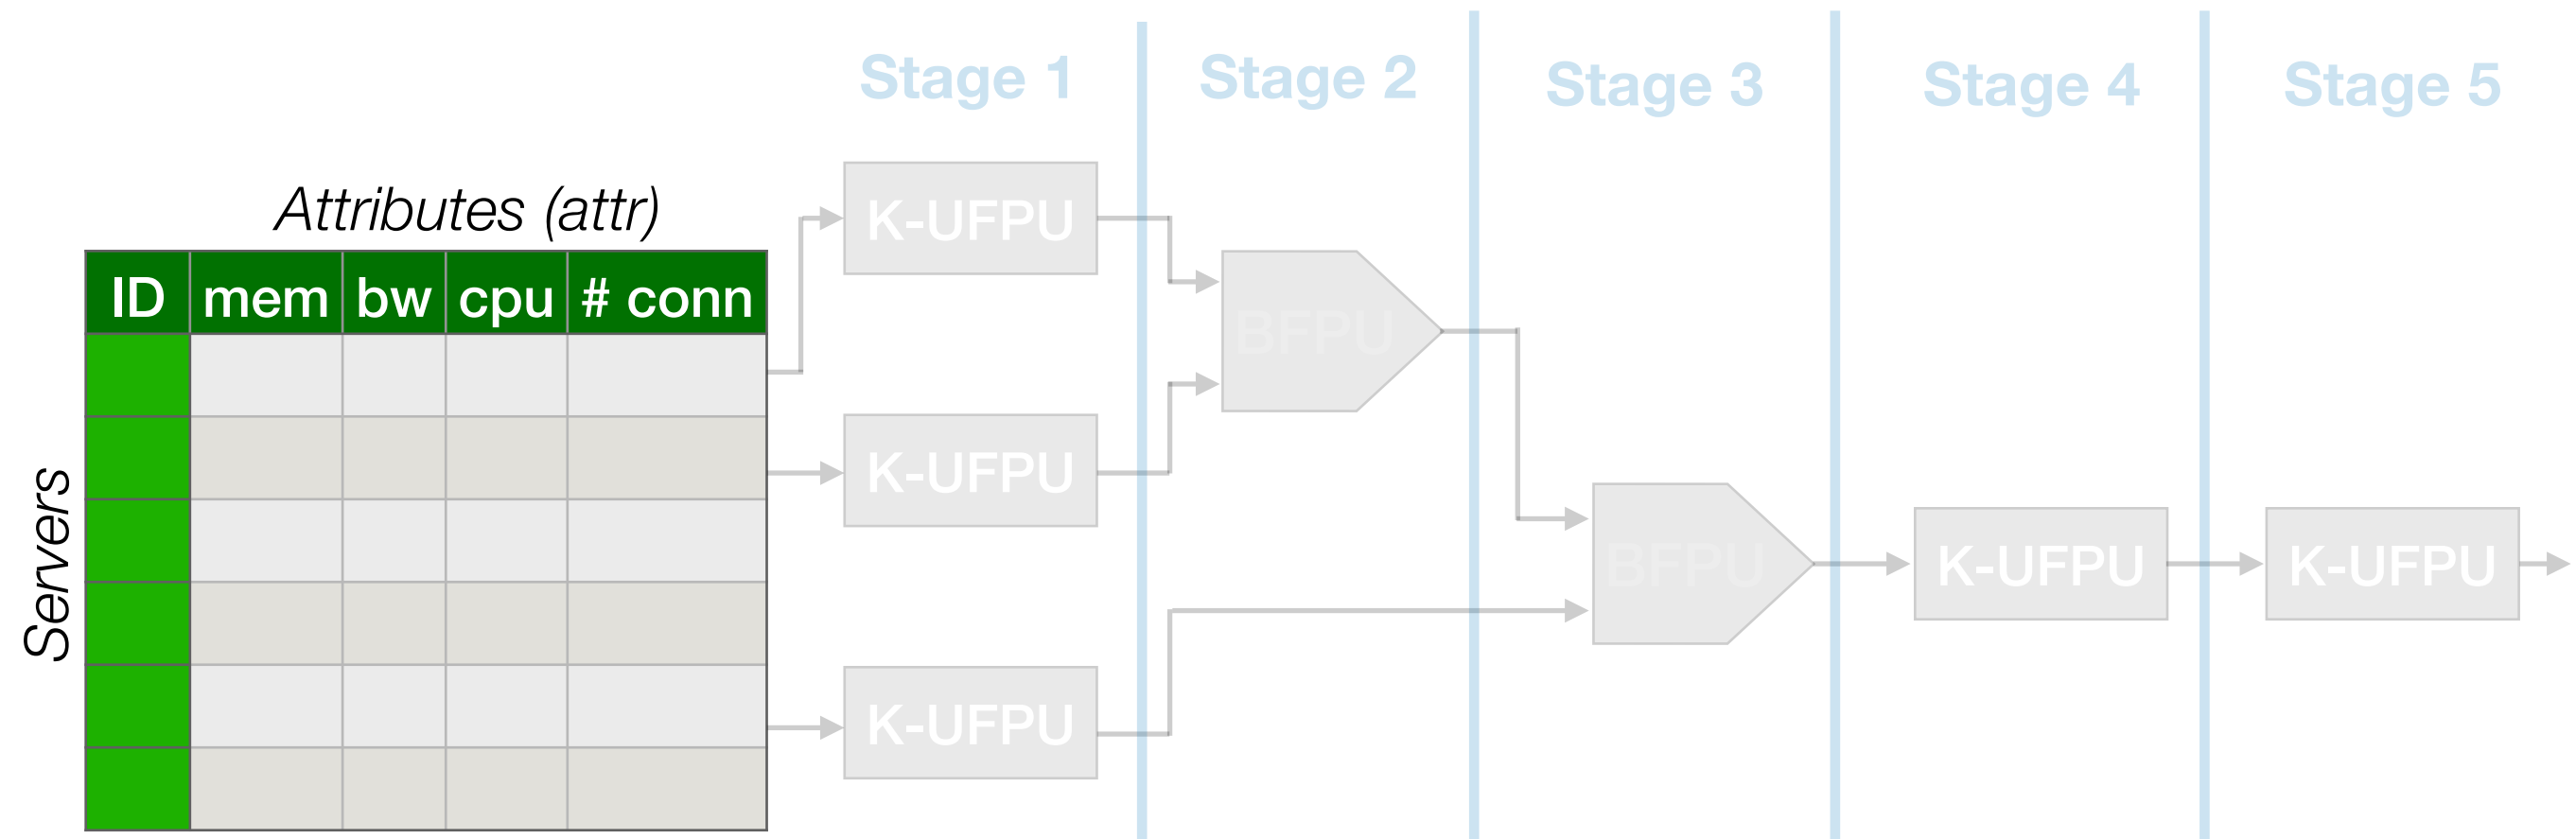 Stage 1 Stage 2 Stage 3 Stage 4 Stage 5
Attributes (attr)
ID mem bw cpu # conn
Servers
K-UFPU
BFPU
K-UFPU
BFPU
K-UFPU K-UFPU
K-UFPU